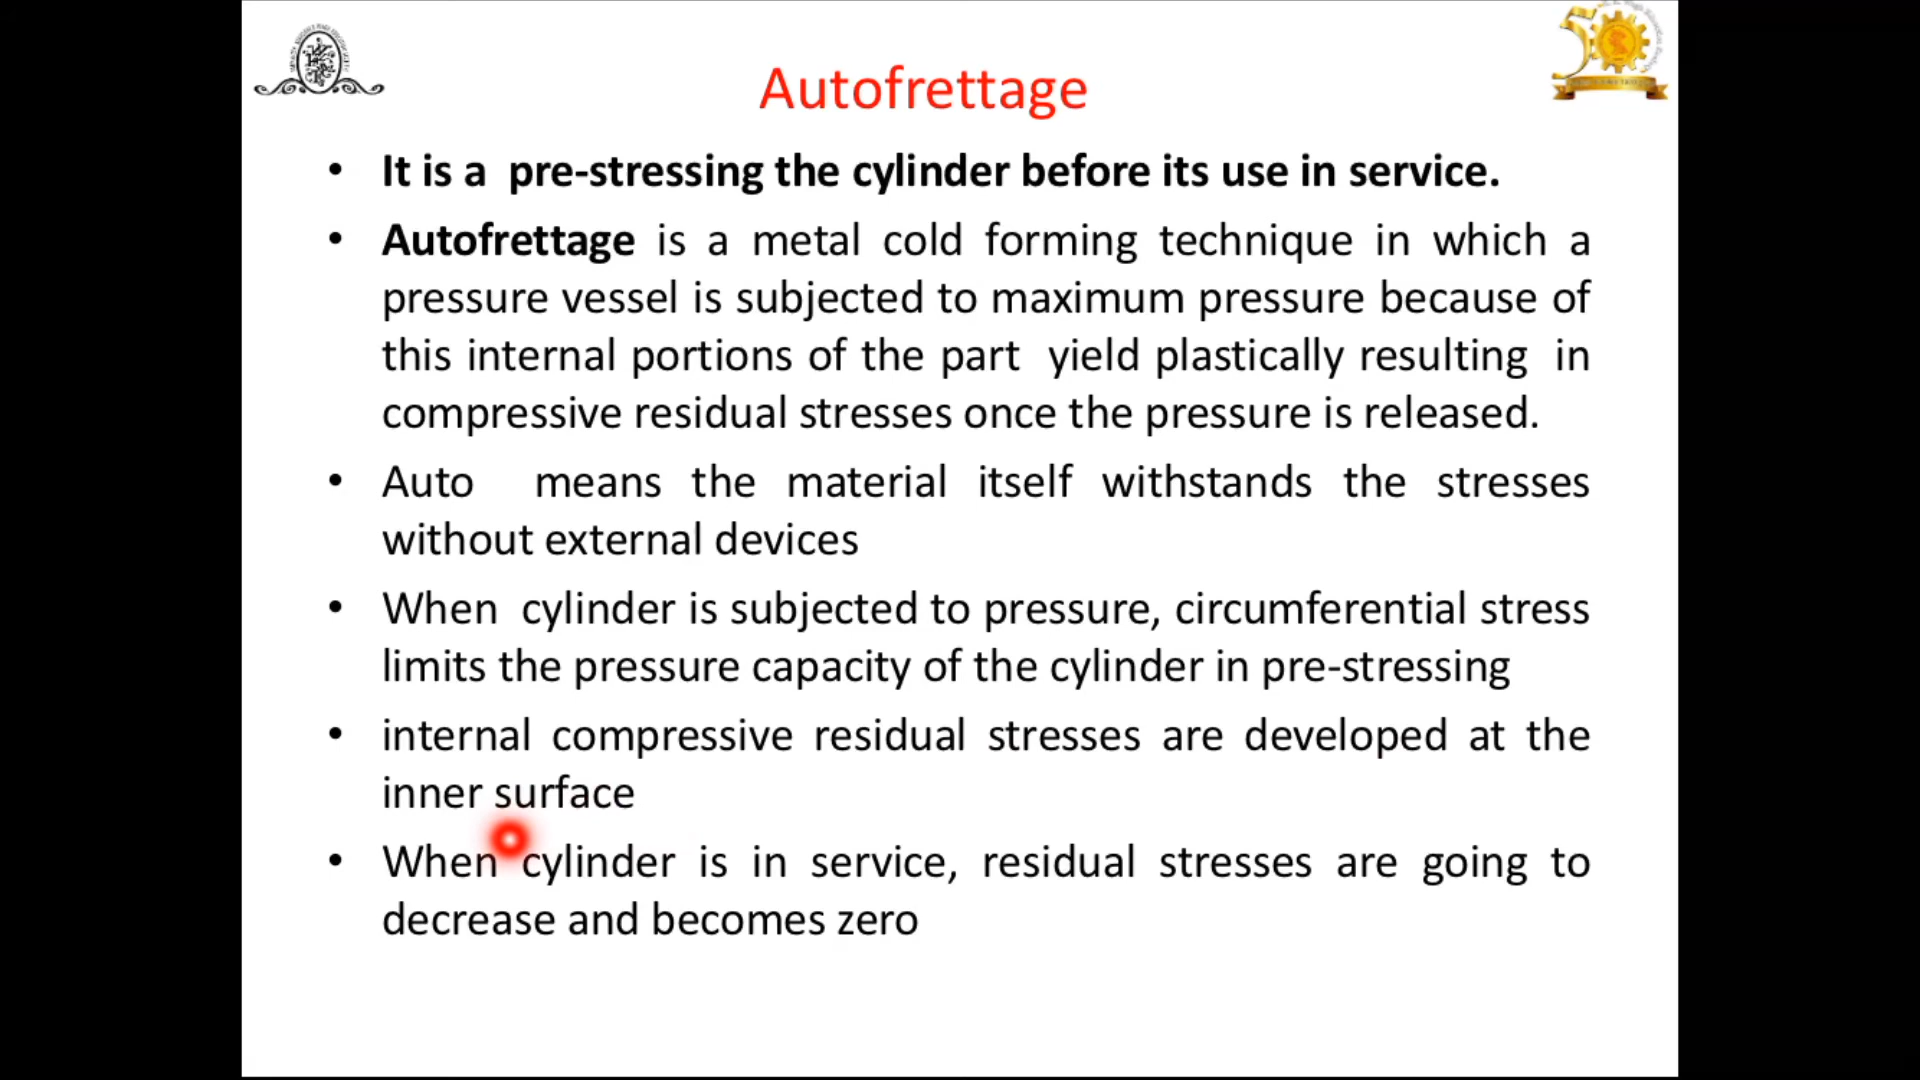 Autofrettage
• It is a pre-stressing the cylinder before its use in service.
• Autofrettage is a metal cold forming technique in which a
pressure vessel is subjected to maximum pressure because of
this internal portions of the part yield plastically resulting in
compressive residual stresses once the pressure is released.
• Auto means the material itself withstands the stresses
without external devices
• When cylinder is subjected to pressure, circumferential stress
limits the pressure capacity of the cylinder in pre-stressing
• internal compressive residual stresses are developed at the
inner surface
• When cylinder is in service, residual stresses are going to
decrease and becomes zero